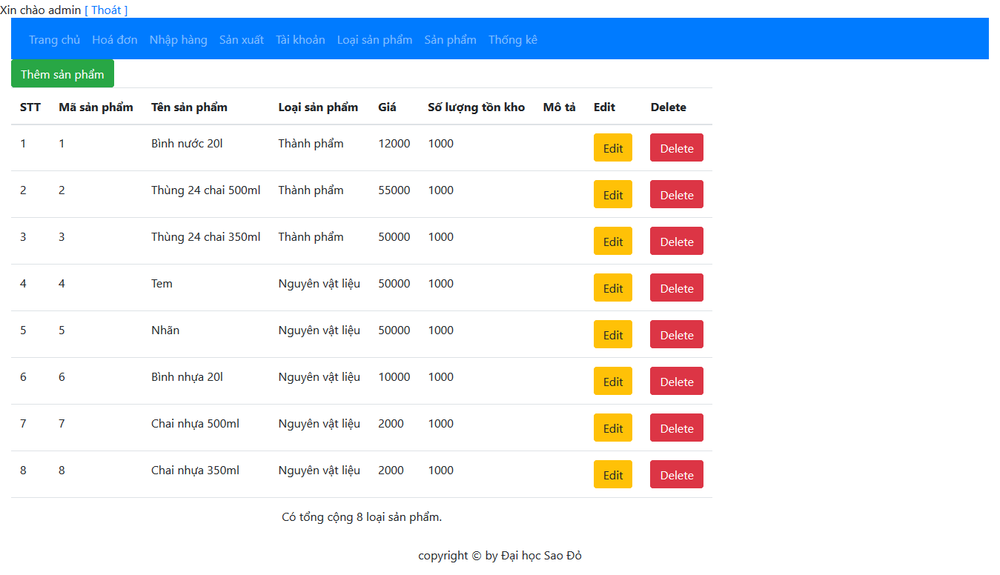 Xin chào admin [ Thoát ]
Trang chủ Hoá đơn Nhập hàng Sản xuất Tài khoản Loại sản phẩm Sản phẩm Thống kê
Thêm sản phẩm
STT Mã sản phẩm Tên sản phẩm Loại sản phẩm Giá Số lượng tồn kho Mô tả Edit Delete
1 1 Bình nước 20l Thành phẩm 12000 1000 Edit Delete
2 2 Thùng 24 chai 500ml Thành phẩm 55000 1000 Edit Delete
3 3 Thùng 24 chai 350ml Thành phẩm 50000 1000 Edit Delete
4 4 Tem Nguyên vật liệu 50000 1000 Edit Delete
5 5 Nhãn Nguyên vật liệu 50000 1000 Edit Delete
6 6 Bình nhựa 20l Nguyên vật liệu 10000 1000 Edit Delete
7 7 Chai nhựa 500ml Nguyên vật liệu 2000 1000 Edit Delete
8 8 Chai nhựa 350ml Nguyên vật liệu 2000 1000 Edit Delete
Có tổng cộng 8 loại sản phẩm.
copyright © by Đại học Sao Đỏ